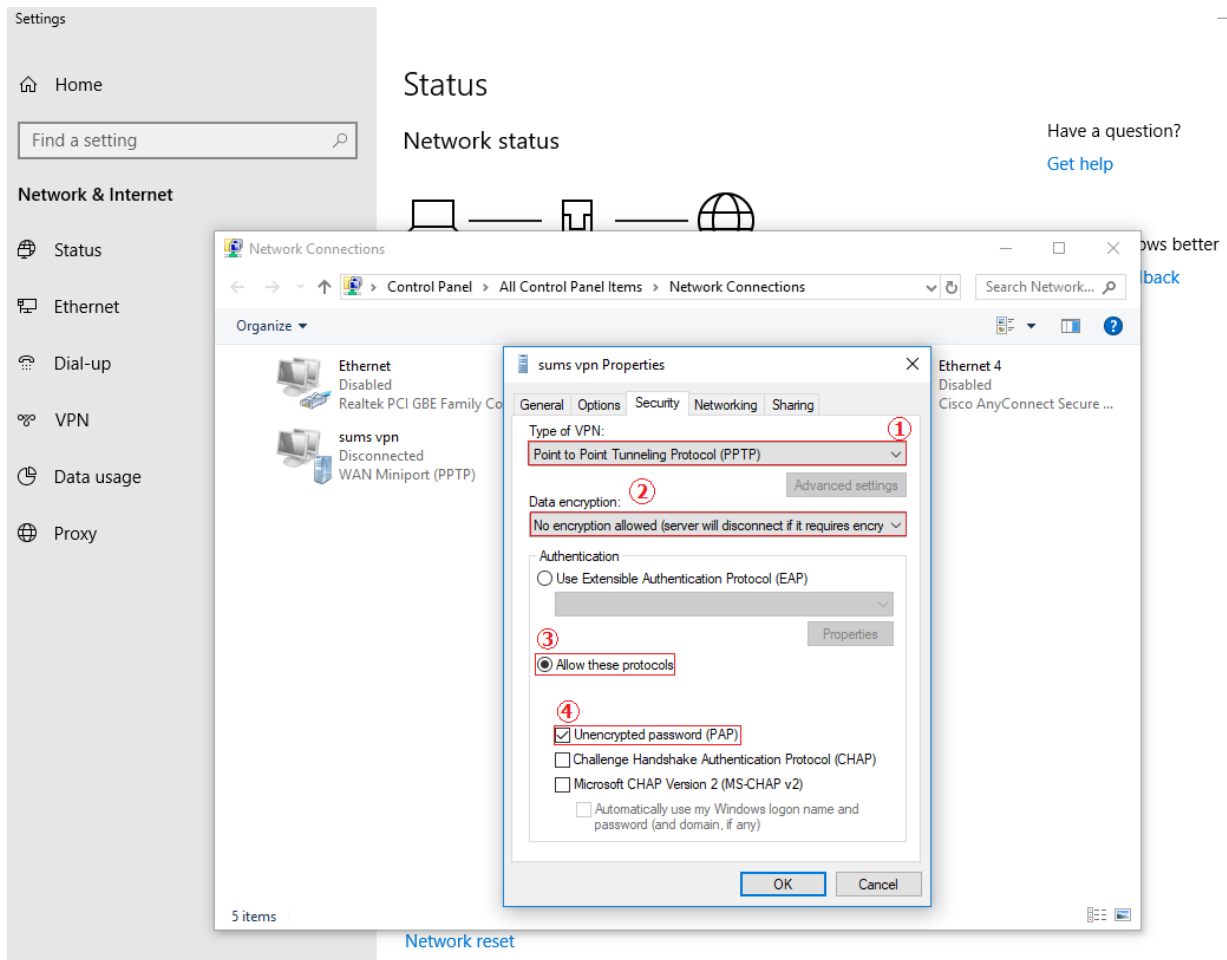 Settings
Home
Find a setting
Network & Internet
Status
Ethernet
Dial-up
VPN
Data usage
Proxy
Status
Network status
Have a question?
Get help
ows better
lback
Network Connections
Control Panel > All Control Panel Items > Network Connections
Search Network...
Organize
Ethernet
Disabled
Realtek PCI GBE Family Co
sums vpn
Disconnected
WAN Miniport (PPTP)
Ethernet 4
Disabled
Cisco AnyConnect Secure ...
sums vpn Properties
General Options Security Networking Sharing
Type of VPN:
①
Point to Point Tunneling Protocol (PPTP)
Advanced settings
②
Data encryption:
No encryption allowed (server will disconnect if it requires encry
Authentication
Use Extensible Authentication Protocol (EAP)
Properties
③
Allow these protocols
④
Unencrypted password (PAP)
Challenge Handshake Authentication Protocol (CHAP)
Microsoft CHAP Version 2 (MS-CHAP v2)
Automatically use my Windows logon name and
password (and domain, if any)
OK Cancel
5 items
Network reset